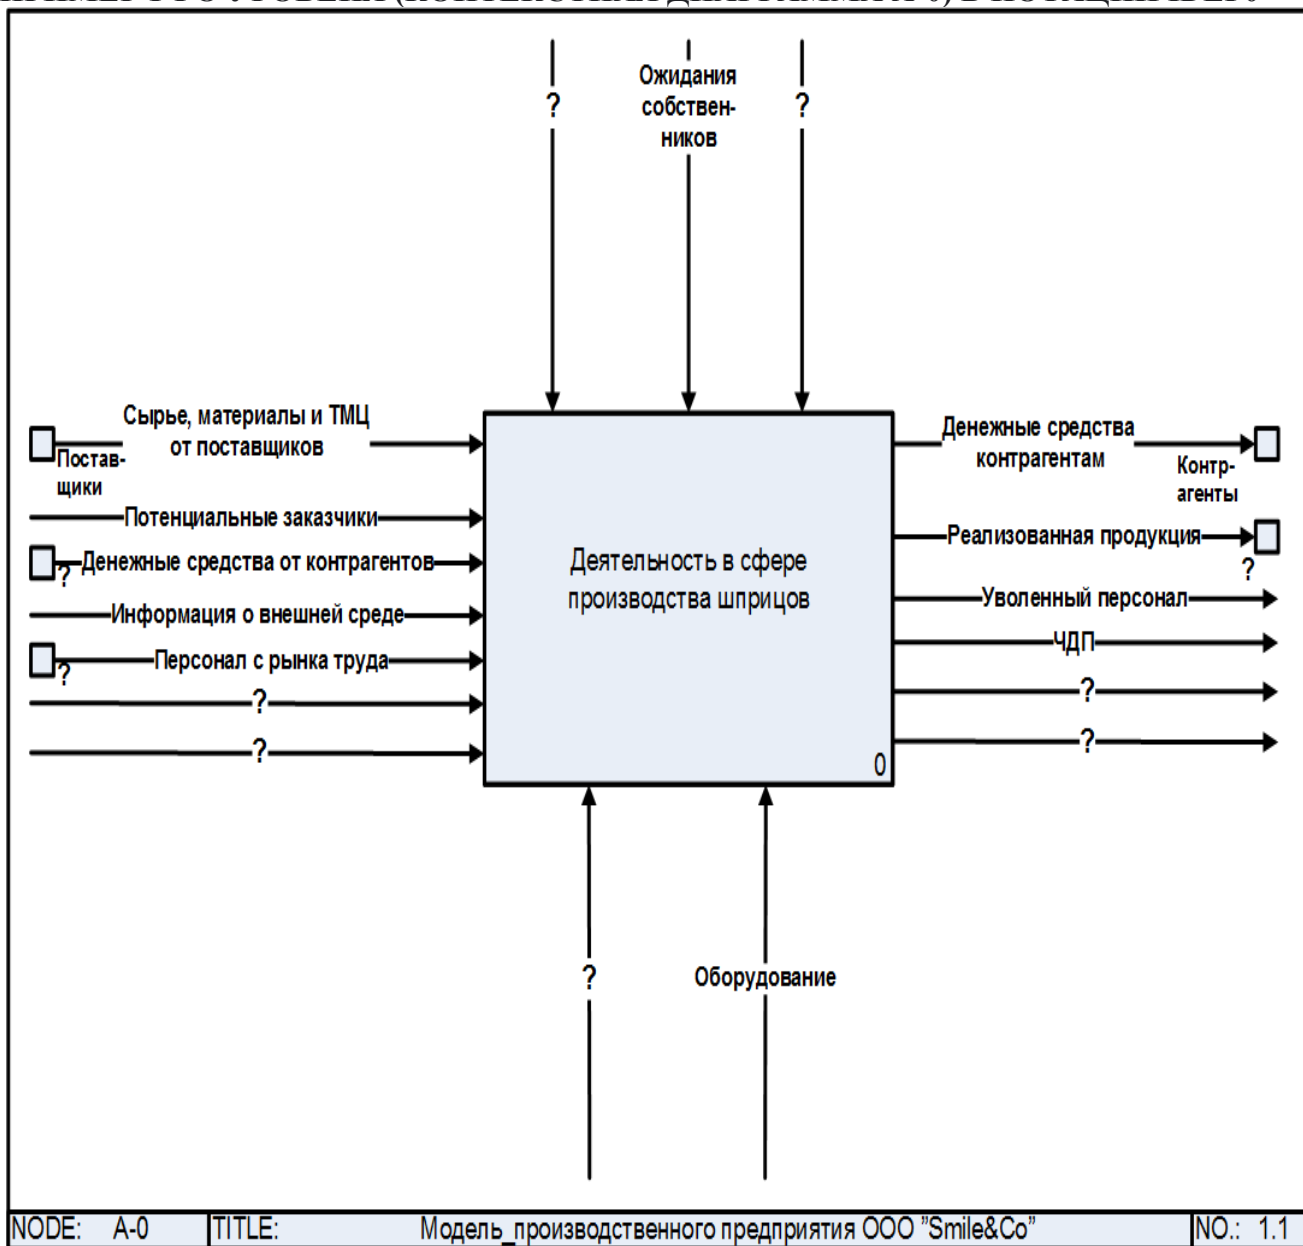 ?
Ожидания
собствен-
ников
?
Сырье, материалы и ТМЦ
от поставщиков
Постав-
щики
Потенциальные заказчики
Денежные средства от контрагентов
?
Информация о внешней среде
Персонал с рынка труда
?
?
?
Деятельность в сфере
производства шприцов
0
Денежные средства
контрагентам
Контр-
агенты
Реализованная продукция
?
Уволенный персонал
ЧДП
?
?
?
Оборудование
NODE: A-0 TITLE: Модель_производственного предприятия ООО "Smile&Co" NO.: 1.1